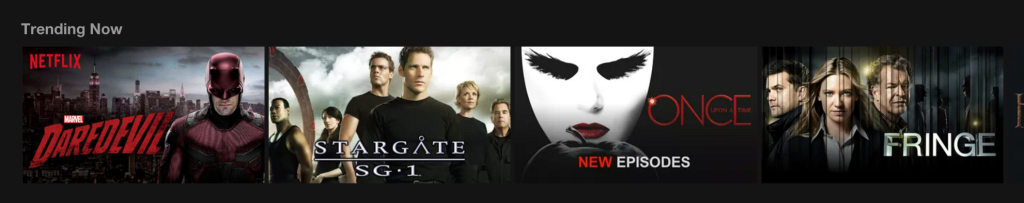 Trending Now
NETFLIX
MARVEL
DAREDEVIL
STARGATE
SG·1
ONCE
UPON A TIME
NEW EPISODES
FRINGE